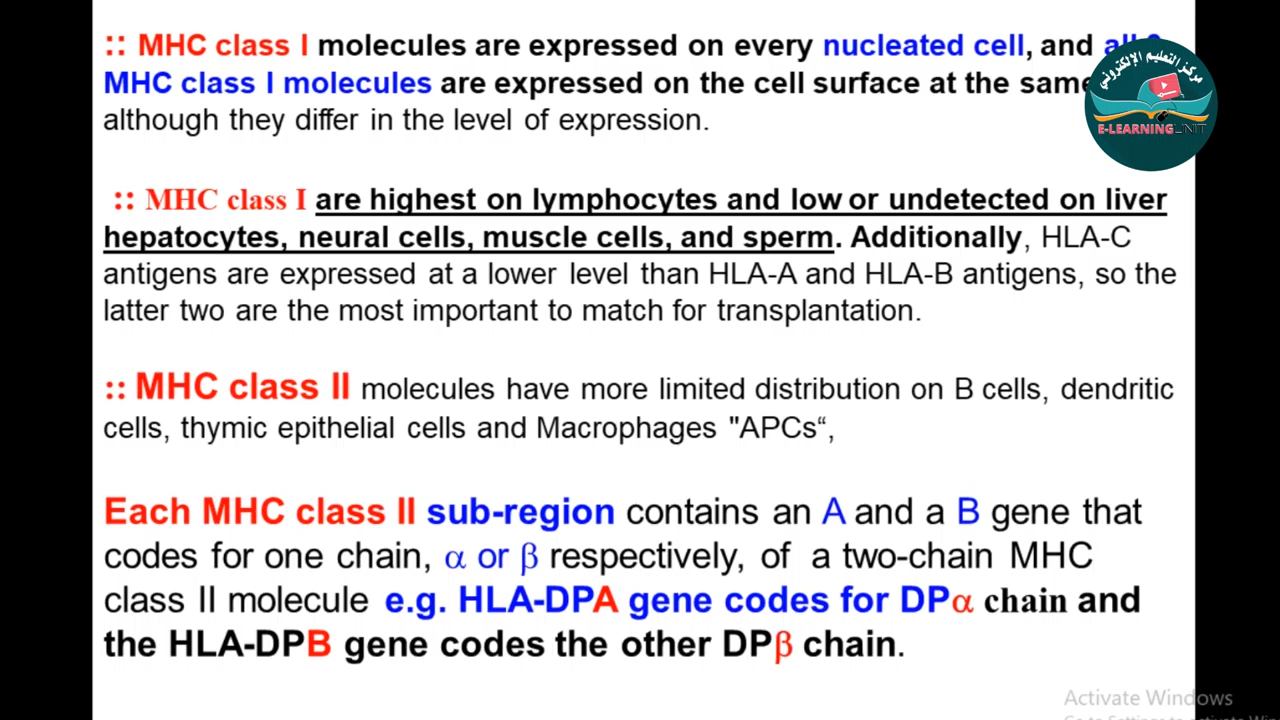 :: MHC class I molecules are expressed on every nucleated cell, and all
MHC class I molecules are expressed on the cell surface at the same
although they differ in the level of expression.
:: MHC class I are highest on lymphocytes and low or undetected on liver
hepatocytes, neural cells, muscle cells, and sperm. Additionally, HLA-C
antigens are expressed at a lower level than HLA-A and HLA-B antigens, so the
latter two are the most important to match for transplantation.
:: MHC class II molecules have more limited distribution on B cells, dendritic
cells, thymic epithelial cells and Macrophages "APCs“,
Each MHC class II sub-region contains an A and a B gene that
codes for one chain, α or β respectively, of a two-chain MHC
class II molecule e.g. HLA-DPA gene codes for DPα chain and
the HLA-DPB gene codes the other DPβ chain.
مركز التعليم الإلكتروني
E-LEARNING UNIT
Activate Windows